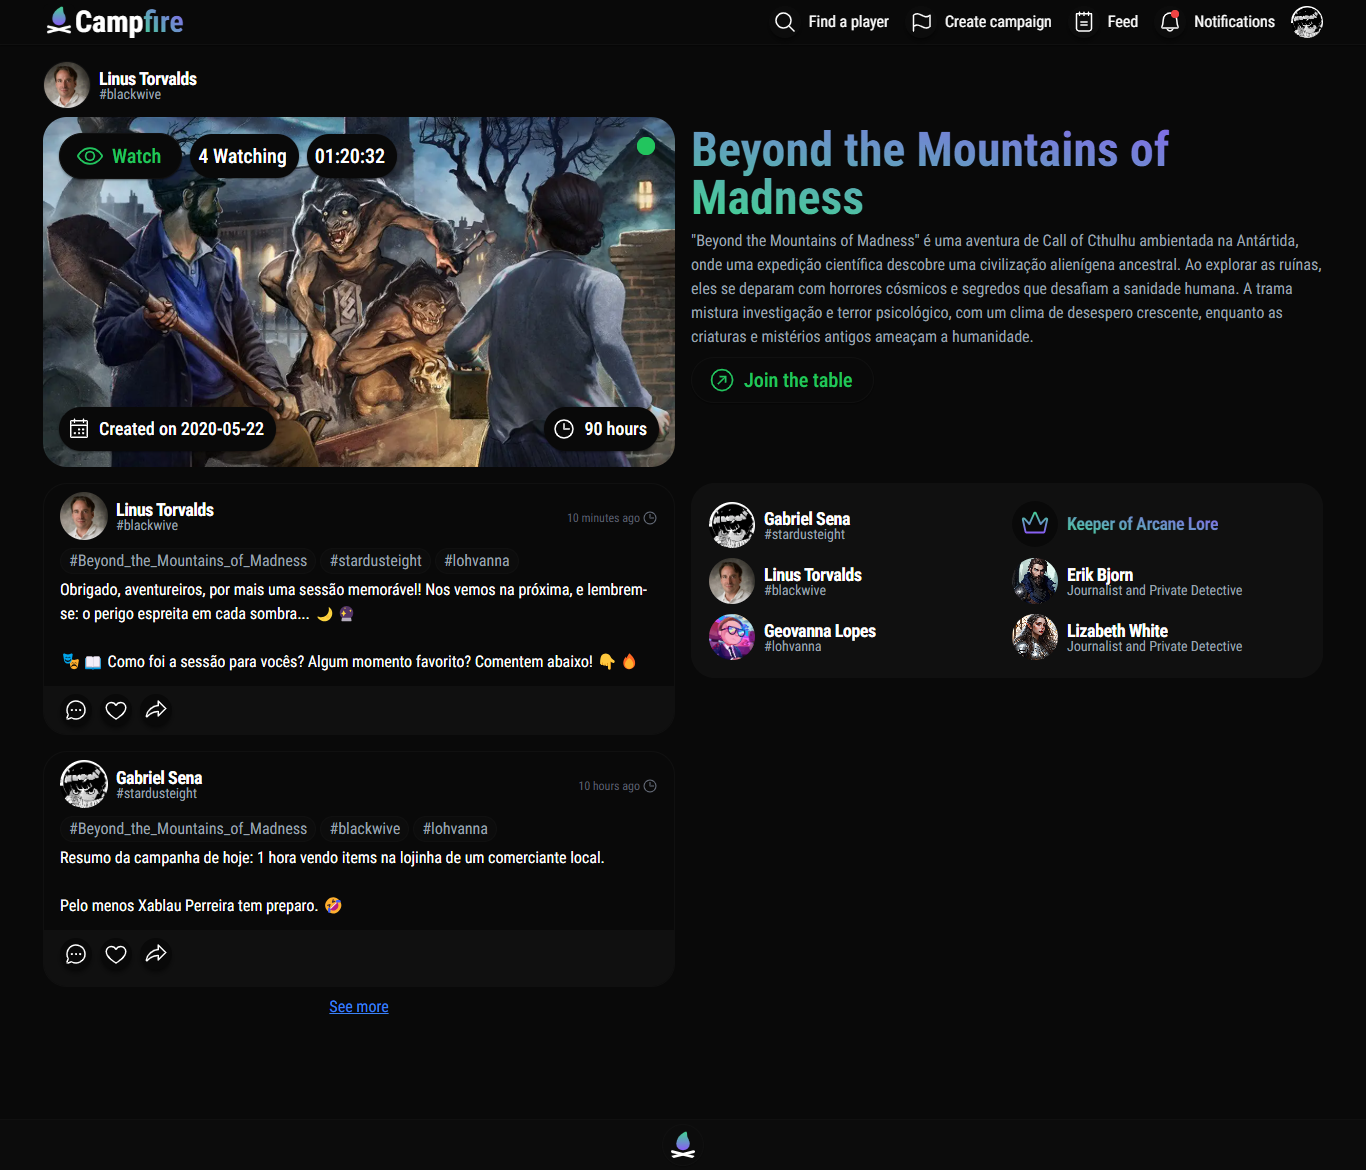 Campfire
Find a player
Create campaign
Feed
Notifications
Linus Torvalds
#blackwive
Watch
4 Watching
01:20:32
Created on 2020-05-22
90 hours
Beyond the Mountains of
Madness
"Beyond the Mountains of Madness" é uma aventura de Call of Cthulhu ambientada na Antártida,
onde uma expedição científica descobre uma civilização alienígena ancestral. Ao explorar as ruínas,
eles se deparam com horrores cósmicos e segredos que desafiam a sanidade humana. A trama
mistura investigação e terror psicológico, com um clima de desespero crescente, enquanto as
criaturas e mistérios antigos ameaçam a humanidade.
Join the table
Linus Torvalds
#blackwive
10 minutes ago
#Beyond_the_Mountains_of_Madness #stardusteight #lohvanna
Obrigado, aventureiros, por mais uma sessão memorável! Nos vemos na próxima, e lembrem-
se: o perigo espreita em cada sombra... 🌙 🔮
🎭 📖 Como foi a sessão para vocês? Algum momento favorito? Comentem abaixo! 👇 🔥
Gabriel Sena
#stardusteight
10 hours ago
#Beyond_the_Mountains_of_Madness #blackwive #lohvanna
Resumo da campanha de hoje: 1 hora vendo items na lojinha de um comerciante local.
Pelo menos Xablau Perreira tem preparo. 🤣
See more
Gabriel Sena
#stardusteight
Keeper of Arcane Lore
Linus Torvalds
#blackwive
Erik Bjorn
Journalist and Private Detective
Geovanna Lopes
#lohvanna
Lizabeth White
Journalist and Private Detective